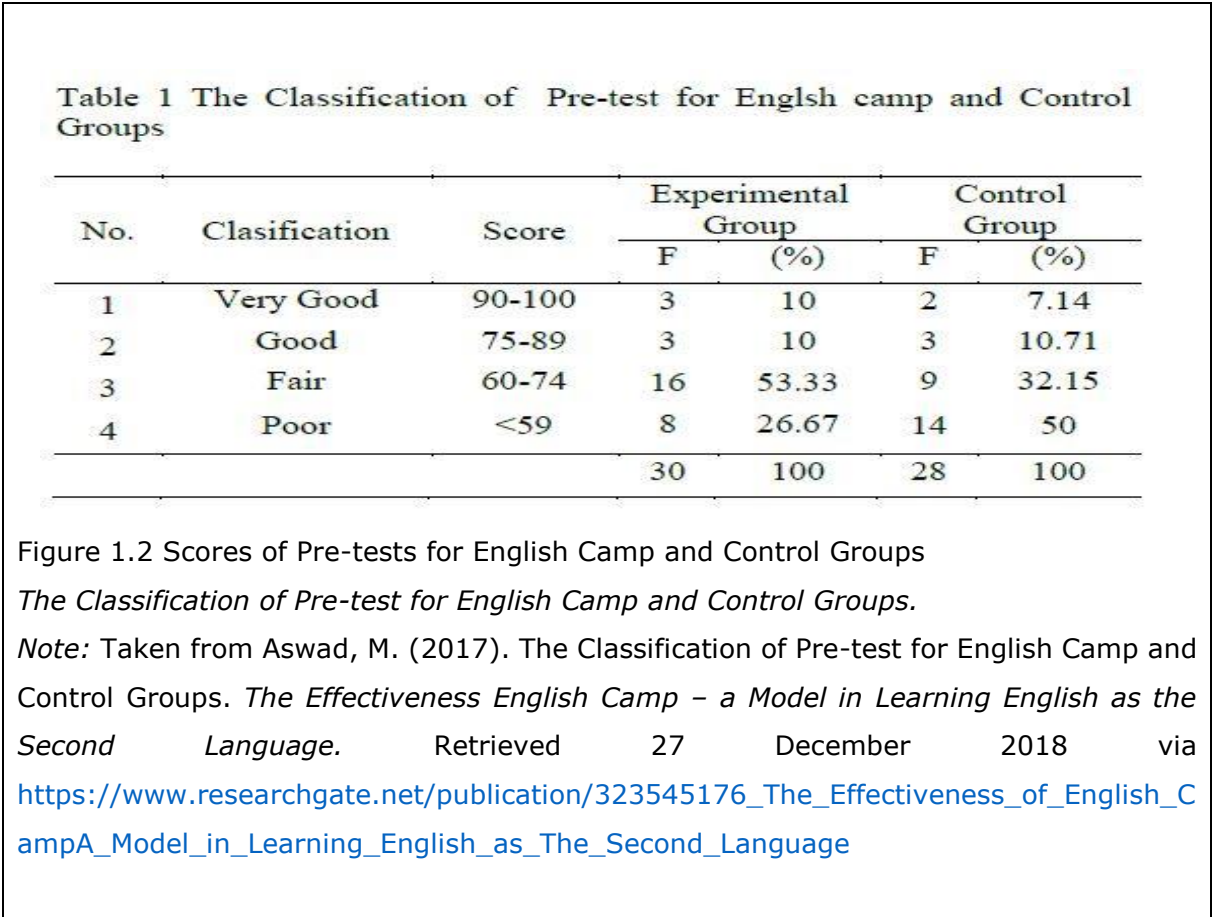 Table 1 The Classification of Pre-test for Englsh camp and Control
Groups
Experimental Control
No. Clasification Score Group Group
F (%) F (%)
1 Very Good 90-100 3 10 2 7.14
2 Good 75-89 3 10 3 10.71
3 Fair 60-74 16 53.33 9 32.15
4 Poor <59 8 26.67 14 50
30 100 28 100
Figure 1.2 Scores of Pre-tests for English Camp and Control Groups
The Classification of Pre-test for English Camp and Control Groups.
Note: Taken from Aswad, M. (2017). The Classification of Pre-test for English Camp and
Control Groups. The Effectiveness English Camp – a Model in Learning English as the
Second Language. Retrieved 27 December 2018 via
https://www.researchgate.net/publication/323545176_The_Effectiveness_of_English_C
ampA_Model_in_Learning_English_as_The_Second_Language